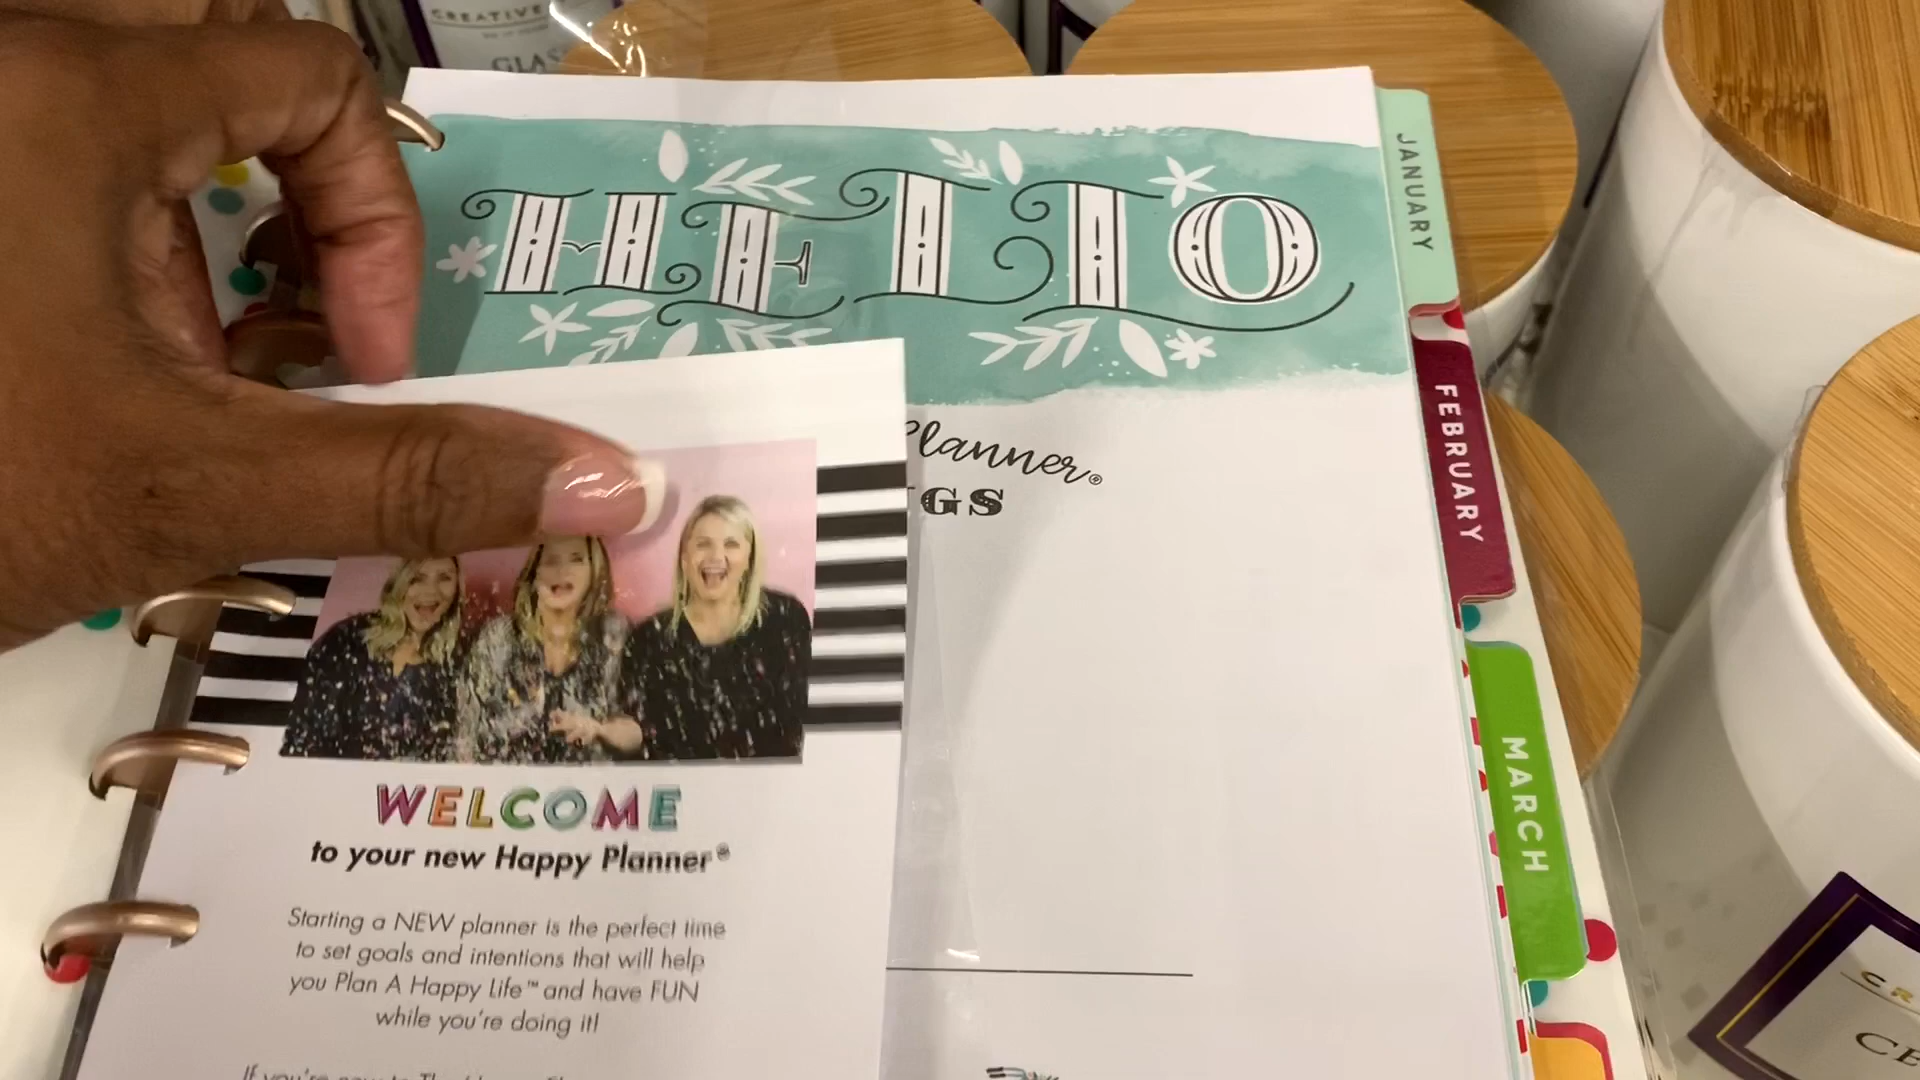 CREATIVE
HELLO
Planner®
GS
WELCOME
to your new Happy Planner®
Starting a NEW planner is the perfect time
to set goals and intentions that will help
you Plan A Happy Life™ and have FUN
while you're doing it!
JANUARY
FEBRUARY
MARCH